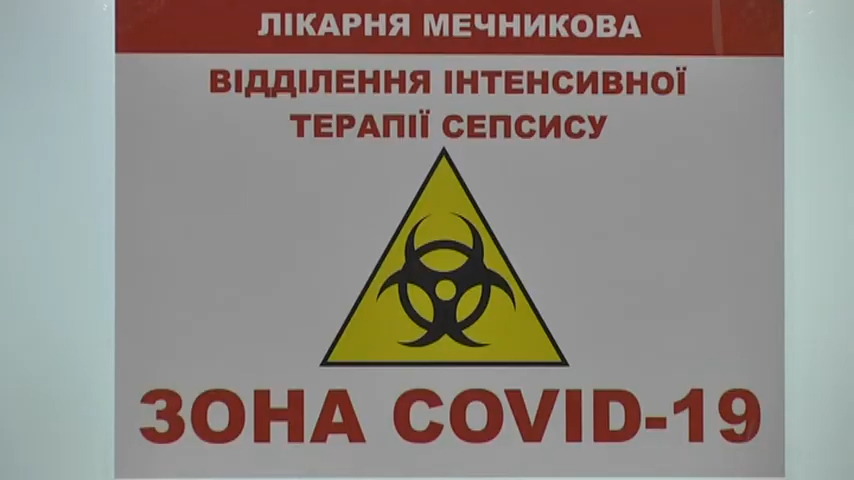 ЛІКАРНЯ МЕЧНИКОВА
ВІДДІЛЕННЯ ІНТЕНСИВНОЇ
ТЕРАПІЇ СЕПСИСУ
ЗОНА COVID-19